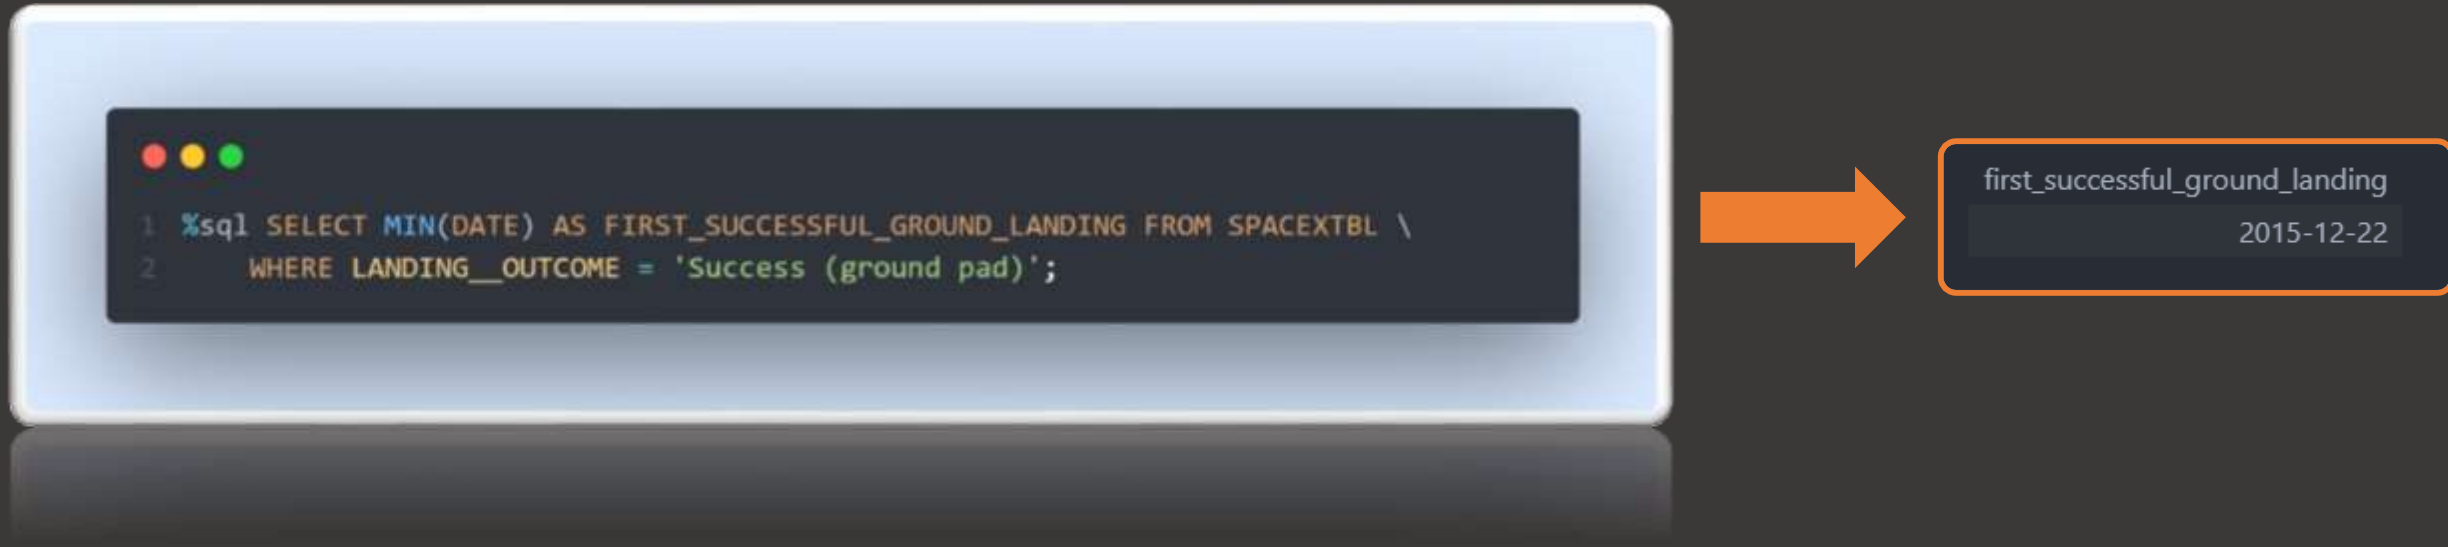 1 %sql SELECT MIN(DATE) AS FIRST_SUCCESSFUL_GROUND_LANDING FROM SPACEXTBL \
2 WHERE LANDING__OUTCOME = 'Success (ground pad)';
first_successful_ground_landing
2015-12-22